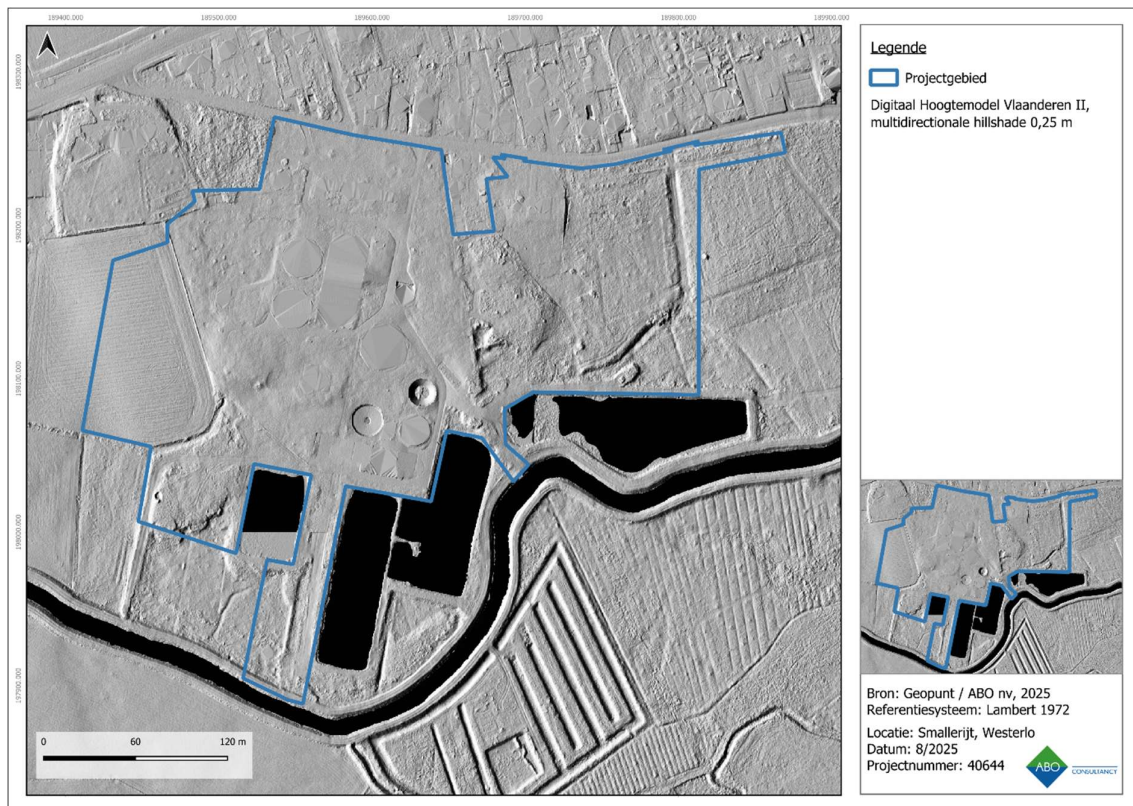 189400.000 189500.000 189600.000 189700.000 189800.000 189900.000
198300.000
198200.000
198100.000
198000.000
197900.000
0 60 120 m
Legende
Projectgebied
Digitaal Hoogtemodel Vlaanderen II,
multidirectionale hillshade 0,25 m
Bron: Geopunt / ABO nv, 2025
Referentiesysteem: Lambert 1972
Locatie: Smallerijt, Westerlo
Datum: 8/2025
Projectnummer: 40644
ABO CONSULTANCY